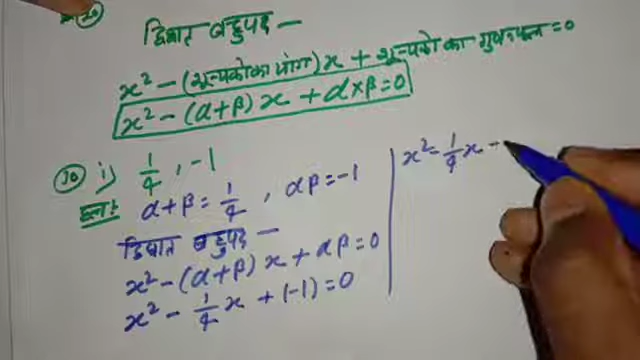 द्विघात बहुपद -
x² - (शून्यको का योग) x + शून्यको का गुणनफल = 0
x² - (α+β) x + α×β = 0
10 i) 1/4 , -1
हल: α+β = 1/4 , αβ = -1
द्विघात बहुपद -
x² - (α+β) x + αβ = 0
x² - 1/4 x + (-1) = 0
x² - 1/4 x -